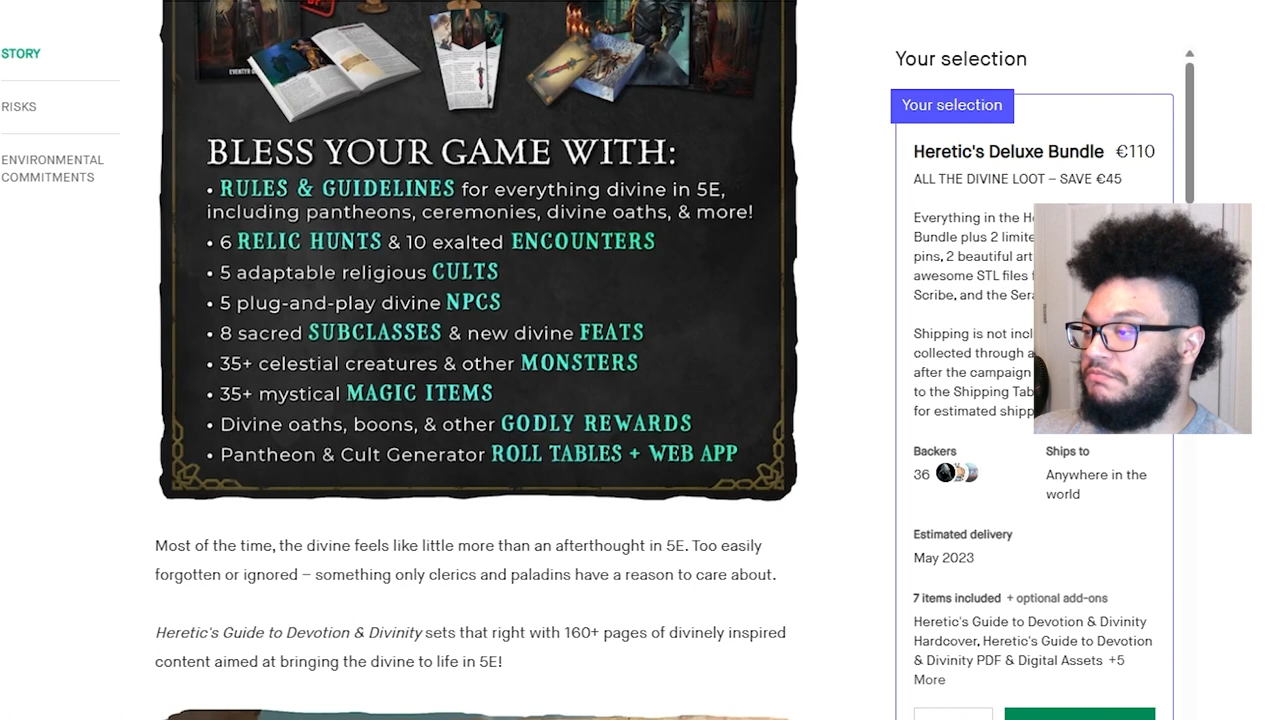 STORY
RISKS
ENVIRONMENTAL
COMMITMENTS
BLESS YOUR GAME WITH:
• RULES & GUIDELINES for everything divine in 5E,
including pantheons, ceremonies, divine oaths, & more!
• 6 RELIC HUNTS & 10 exalted ENCOUNTERS
• 5 adaptable religious CULTS
• 5 plug-and-play divine NPCS
• 8 sacred SUBCLASSES & new divine FEATS
• 35+ celestial creatures & other MONSTERS
• 35+ mystical MAGIC ITEMS
• Divine oaths, boons, & other GODLY REWARDS
• Pantheon & Cult Generator ROLL TABLES + WEB APP
Most of the time, the divine feels like little more than an afterthought in 5E. Too easily
forgotten or ignored – something only clerics and paladins have a reason to care about.
Heretic's Guide to Devotion & Divinity sets that right with 160+ pages of divinely inspired
content aimed at bringing the divine to life in 5E!
Your selection
Your selection
Heretic's Deluxe Bundle €110
ALL THE DIVINE LOOT – SAVE €45
Everything in the
Bundle plus 2
pins, 2 beautiful
awesome STL files
Scribe, and the
Shipping is not
collected through
after the campaign
to the Shipping
for estimated
Backers
36
Ships to
Anywhere in the
world
Estimated delivery
May 2023
7 items included + optional add-ons
Heretic's Guide to Devotion & Divinity
Hardcover, Heretic's Guide to Devotion
& Divinity PDF & Digital Assets +5
More